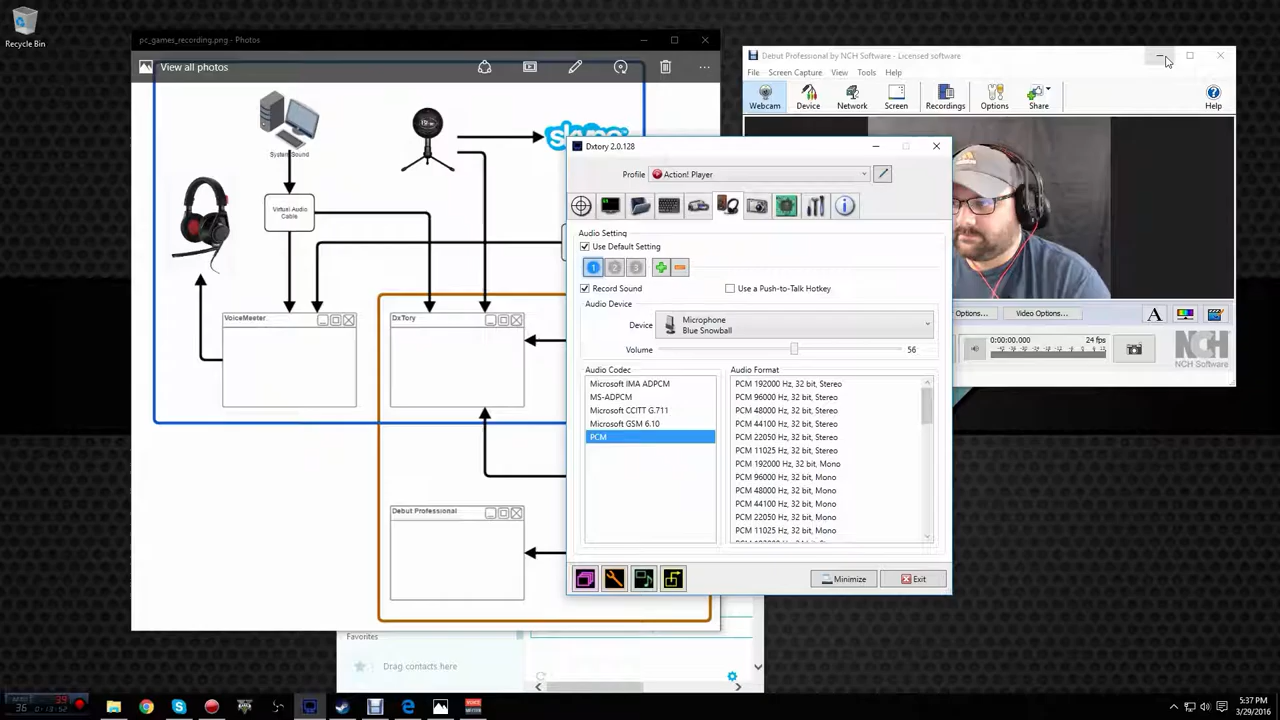 Recycle Bin
pc_games_recording.png - Photos
View all photos
System Sound
Virtual Audio
Cable
VoiceMeeter
DxTory
Debut Professional
Favorites
Drag contacts here
Debut Professional by NCH Software - Licensed software
File Screen Capture View Tools Help
Webcam Device Network Screen Recordings Options Share Help
Options... Video Options...
A
0:00:00.000 24 fps
NCH Software
Dxtory 2.0.128
Profile Action! Player
Audio Setting
Use Default Setting
1 2 3
Record Sound Use a Push-to-Talk Hotkey
Audio Device
Device Microphone
Blue Snowball
Volume 56
Audio Codec
Microsoft IMA ADPCM
MS-ADPCM
Microsoft CCITT G.711
Microsoft GSM 6.10
PCM
Audio Format
PCM 192000 Hz, 32 bit, Stereo
PCM 96000 Hz, 32 bit, Stereo
PCM 48000 Hz, 32 bit, Stereo
PCM 44100 Hz, 32 bit, Stereo
PCM 22050 Hz, 32 bit, Stereo
PCM 11025 Hz, 32 bit, Stereo
PCM 192000 Hz, 32 bit, Mono
PCM 96000 Hz, 32 bit, Mono
PCM 48000 Hz, 32 bit, Mono
PCM 44100 Hz, 32 bit, Mono
PCM 22050 Hz, 32 bit, Mono
PCM 11025 Hz, 32 bit, Mono
Minimize Exit
5:37 PM
3/29/2016